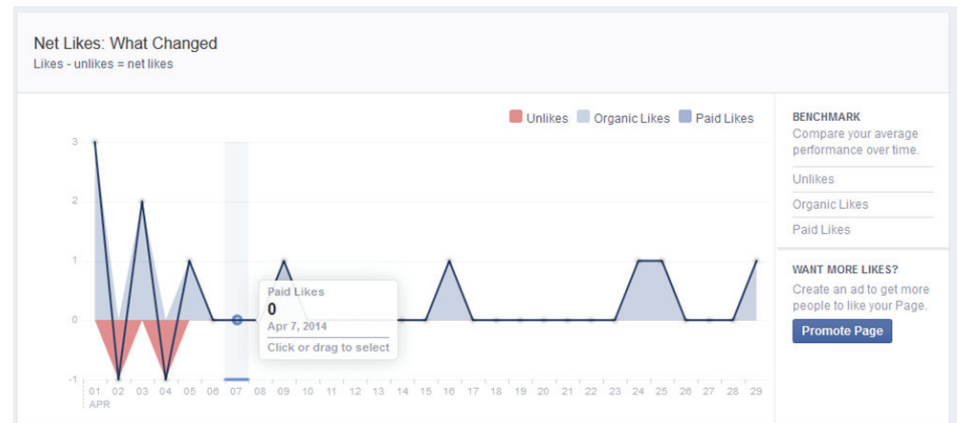 Net Likes: What Changed
Likes - unlikes = net likes
Unlikes Organic Likes Paid Likes
3
2
1
0
-1
01 02 03 04 05 06 07 08 09 10 11 12 13 14 15 16 17 18 19 20 21 22 23 24 25 26 27 28 29
APR
Paid Likes
0
Apr 7, 2014
Click or drag to select
BENCHMARK
Compare your average
performance over time.
Unlikes
Organic Likes
Paid Likes
WANT MORE LIKES?
Create an ad to get more
people to like your Page.
Promote Page